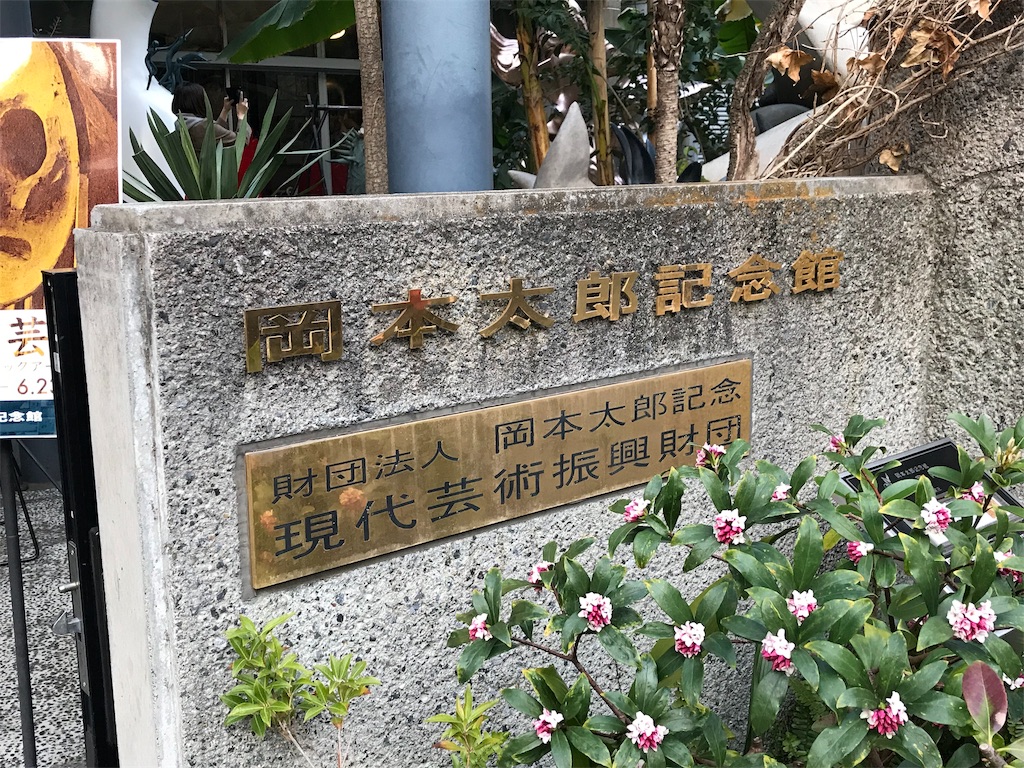 岡本太郎記念館
財団法人 岡本太郎記念
現代芸術振興財団
芸
6.2
記念館